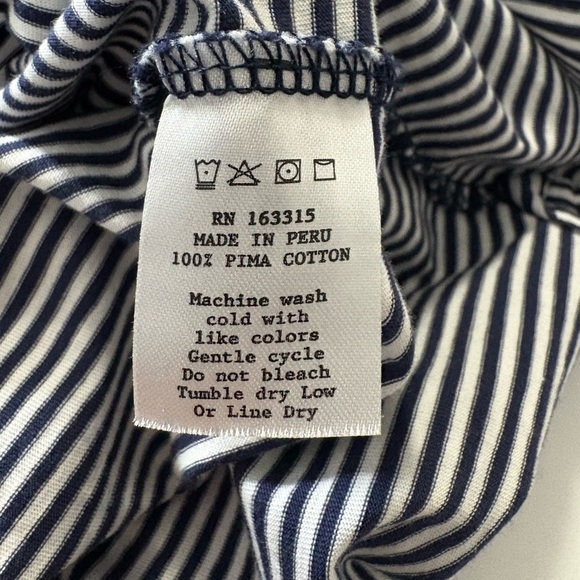 RN 163315
MADE IN PERU
100% PIMA COTTON
Machine wash
cold with
like colors
Gentle cycle
Do not bleach
Tumble dry Low
Or Line Dry